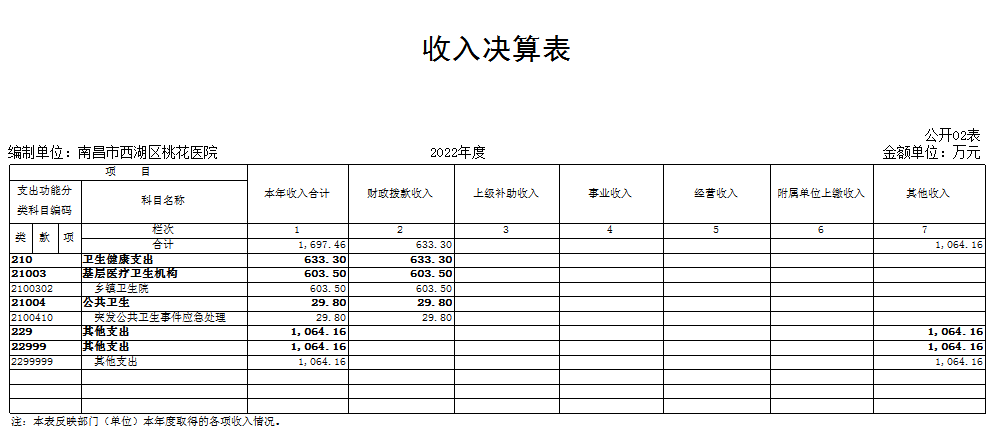 收入决算表
公开02表
编制单位：南昌市西湖区桃花医院 2022年度 金额单位：万元
项 目 本年收入合计 财政拨款收入 上级补助收入 事业收入 经营收入 附属单位上缴收入 其他收入
支出功能分类科目编码 科目名称
类 款 项 栏次 1 2 3 4 5 6 7
合计 1,697.46 633.30 1,064.16
210 卫生健康支出 633.30 633.30
21003 基层医疗卫生机构 603.50 603.50
2100302 乡镇卫生院 603.50 603.50
21004 公共卫生 29.80 29.80
2100410 突发公共卫生事件应急处理 29.80 29.80
229 其他支出 1,064.16 1,064.16
22999 其他支出 1,064.16 1,064.16
2299999 其他支出 1,064.16 1,064.16
注：本表反映部门（单位）本年度取得的各项收入情况。